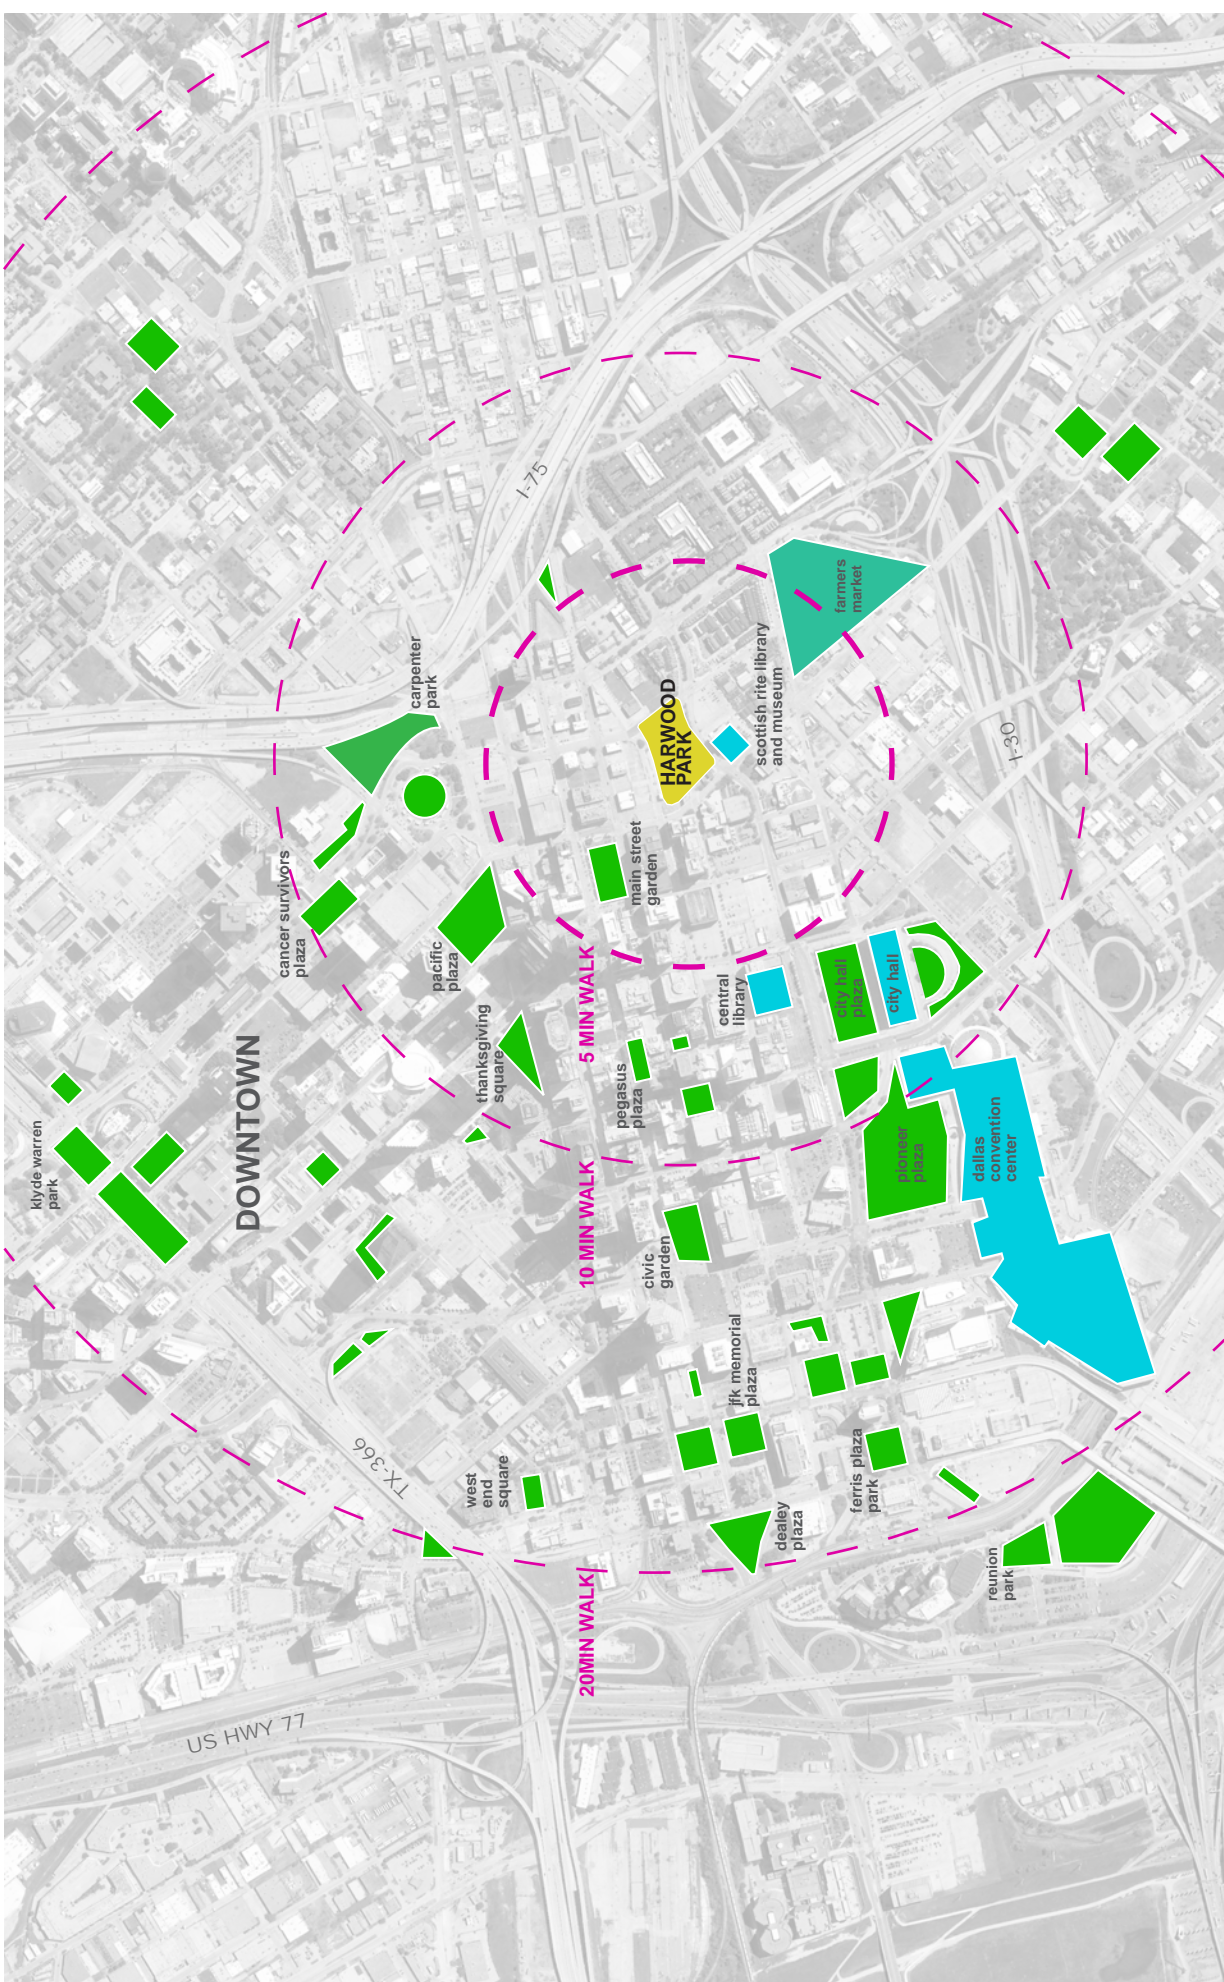 klyde warren
park
DOWNTOWN
cancer survivors
plaza
carpenter
park
pacific
plaza
thanksgiving
square
I-75
TX-366
west
end
square
US HWY 77
5 MIN WALK
10 MIN WALK
20MIN WALK
main street
garden
pegasus
plaza
civic
garden
HARWOOD
PARK
scottish rite library
and museum
central
library
jfk memorial
plaza
dealey
plaza
farmers
market
city hall
plaza
city hall
pioneer
plaza
ferris plaza
park
dallas
convention
center
reunion
park
I-30